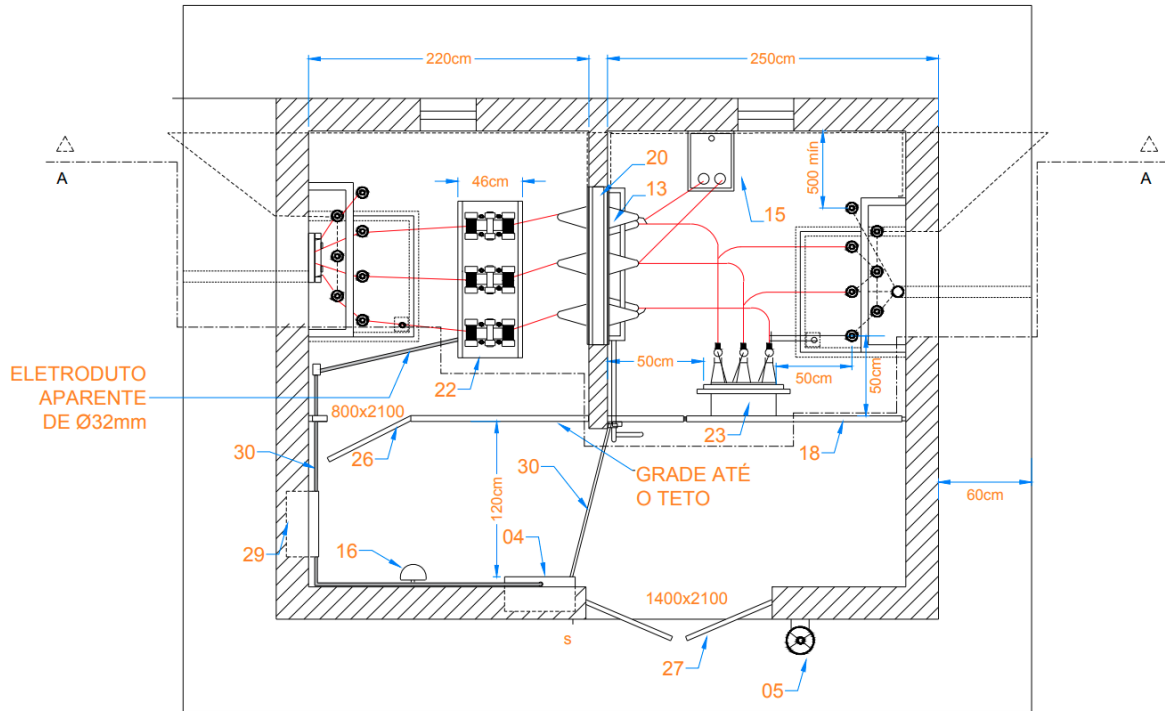 220cm
250cm
A
A
46cm
20
13
15
500 mín
ELETRODUTO
APARENTE
DE Ø32mm
800x2100
22
50cm
50cm
50cm
23
18
26
GRADE ATÉ
O TETO
30
30
120cm
60cm
29
16
04
1400x2100
s
27
05